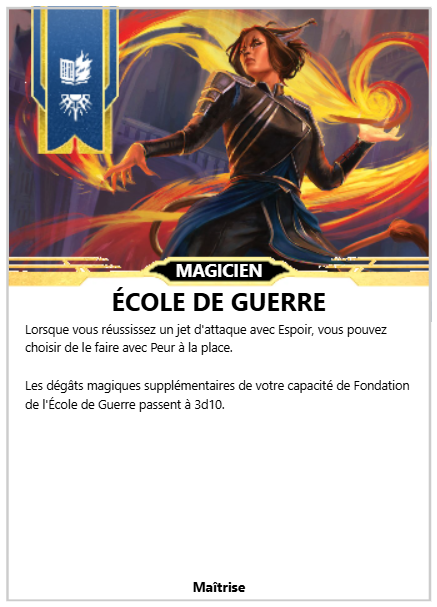 MAGICIEN
ÉCOLE DE GUERRE
Lorsque vous réussissez un jet d'attaque avec Espoir, vous pouvez
choisir de le faire avec Peur à la place.
Les dégâts magiques supplémentaires de votre capacité de Fondation
de l'École de Guerre passent à 3d10.
Maîtrise